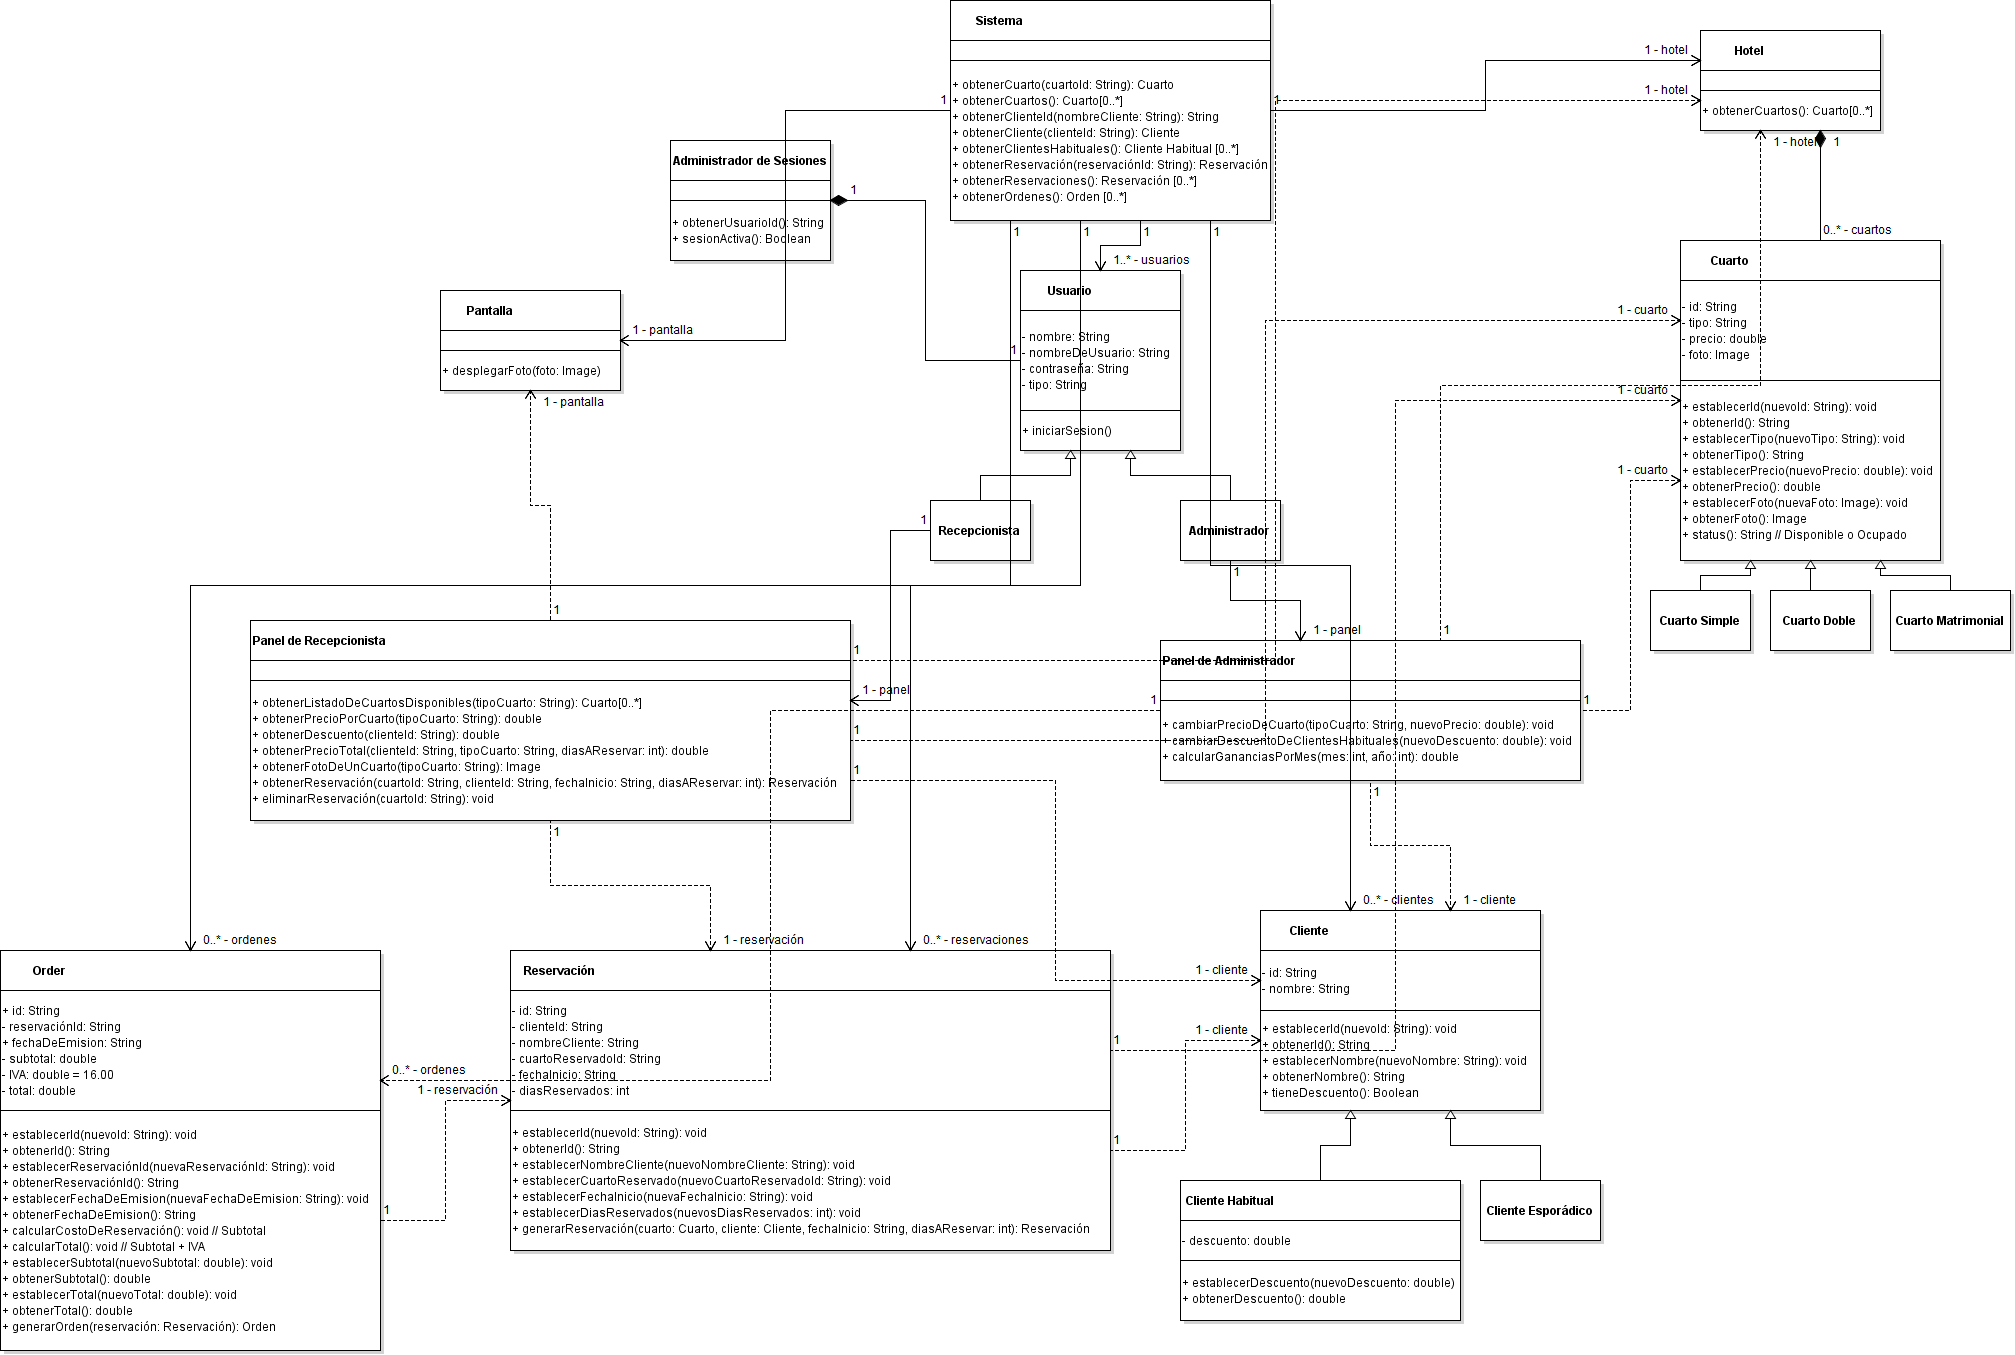 Sistema
+ obtenerCuarto(cuartoId: String): Cuarto
+ obtenerCuartos(): Cuarto[0..*]
+ obtenerClienteId(nombreCliente: String): String
+ obtenerCliente(clienteId: String): Cliente
+ obtenerClientesHabituales(): Cliente Habitual [0..*]
+ obtenerReservación(reservaciónId: String): Reservación
+ obtenerReservaciones(): Reservación [0..*]
+ obtenerOrdenes(): Orden [0..*]
1
1
1
1
1
1
Hotel
+ obtenerCuartos(): Cuarto[0..*]
1 - hotel
1 - hotel
1 - hotel
1
0..* - cuartos
Administrador de Sesiones
+ obtenerUsuarioId(): String
+ sesionActiva(): Boolean
1
Pantalla
+ desplegarFoto(foto: Image)
1 - pantalla
1 - pantalla
1..* - usuarios
Usuario
- nombre: String
- nombreDeUsuario: String
- contraseña: String
- tipo: String
+ iniciarSesion()
1
Cuarto
- id: String
- tipo: String
- precio: double
- foto: Image
+ establecerId(nuevoId: String): void
+ obtenerId(): String
+ establecerTipo(nuevoTipo: String): void
+ obtenerTipo(): String
+ establecerPrecio(nuevoPrecio: double): void
+ obtenerPrecio(): double
+ establecerFoto(nuevaFoto: Image): void
+ obtenerFoto(): Image
+ status(): String // Disponible o Ocupado
1 - cuarto
1 - cuarto
1 - cuarto
1
Recepcionista
Administrador
1
Cuarto Simple
Cuarto Doble
Cuarto Matrimonial
1
Panel de Recepcionista
+ obtenerListadoDeCuartosDisponibles(tipoCuarto: String): Cuarto[0..*]
+ obtenerPrecioPorCuarto(tipoCuarto: String): double
+ obtenerDescuento(clienteId: String): double
+ obtenerPrecioTotal(clienteId: String, tipoCuarto: String, diasAReservar: int): double
+ obtenerFotoDeUnCuarto(tipoCuarto: String): Image
+ obtenerReservación(cuartoId: String, clienteId: String, fechaInicio: String, diasAReservar: int): Reservación
+ eliminarReservación(cuartoId: String): void
1
1 - panel
1
1
1
1 - panel
1
Panel de Administrador
+ cambiarPrecioDeCuarto(tipoCuarto: String, nuevoPrecio: double): void
+ cambiarDescuentoDeClientesHabituales(nuevoDescuento: double): void
+ calcularGananciasPorMes(mes: int, año: int): double
1
1
1
0..* - ordenes
Order
+ id: String
- reservaciónId: String
+ fechaDeEmision: String
- subtotal: double
- IVA: double = 16.00
- total: double
+ establecerId(nuevoId: String): void
+ obtenerId(): String
+ establecerReservaciónId(nuevaReservaciónId: String): void
+ obtenerReservaciónId(): String
+ establecerFechaDeEmision(nuevaFechaDeEmision: String): void
+ obtenerFechaDeEmision(): String
+ calcularCostoDeReservación(): void // Subtotal
+ calcularTotal(): void // Subtotal + IVA
+ establecerSubtotal(nuevoSubtotal: double): void
+ obtenerSubtotal(): double
+ establecerTotal(nuevoTotal: double): void
+ obtenerTotal(): double
+ generarOrden(reservación: Reservación): Orden
0..* - ordenes
1 - reservación
1
1 - reservación
0..* - reservaciones
Reservación
- id: String
- clienteId: String
- nombreCliente: String
- cuartoReservadoId: String
- fechaInicio: String
- diasReservados: int
+ establecerId(nuevoId: String): void
+ obtenerId(): String
+ establecerNombreCliente(nuevoNombreCliente: String): void
+ establecerCuartoReservado(nuevoCuartoReservadoId: String): void
+ establecerFechaInicio(nuevaFechaInicio: String): void
+ establecerDiasReservados(nuevosDiasReservados: int): void
+ generarReservación(cuarto: Cuarto, cliente: Cliente, fechaInicio: String, diasAReservar: int): Reservación
1
1
0..* - clientes
1 - cliente
1 - cliente
1 - cliente
Cliente
- id: String
- nombre: String
+ establecerId(nuevoId: String): void
+ obtenerId(): String
+ establecerNombre(nuevoNombre: String): void
+ obtenerNombre(): String
+ tieneDescuento(): Boolean
Cliente Habitual
- descuento: double
+ establecerDescuento(nuevoDescuento: double)
+ obtenerDescuento(): double
Cliente Esporádico